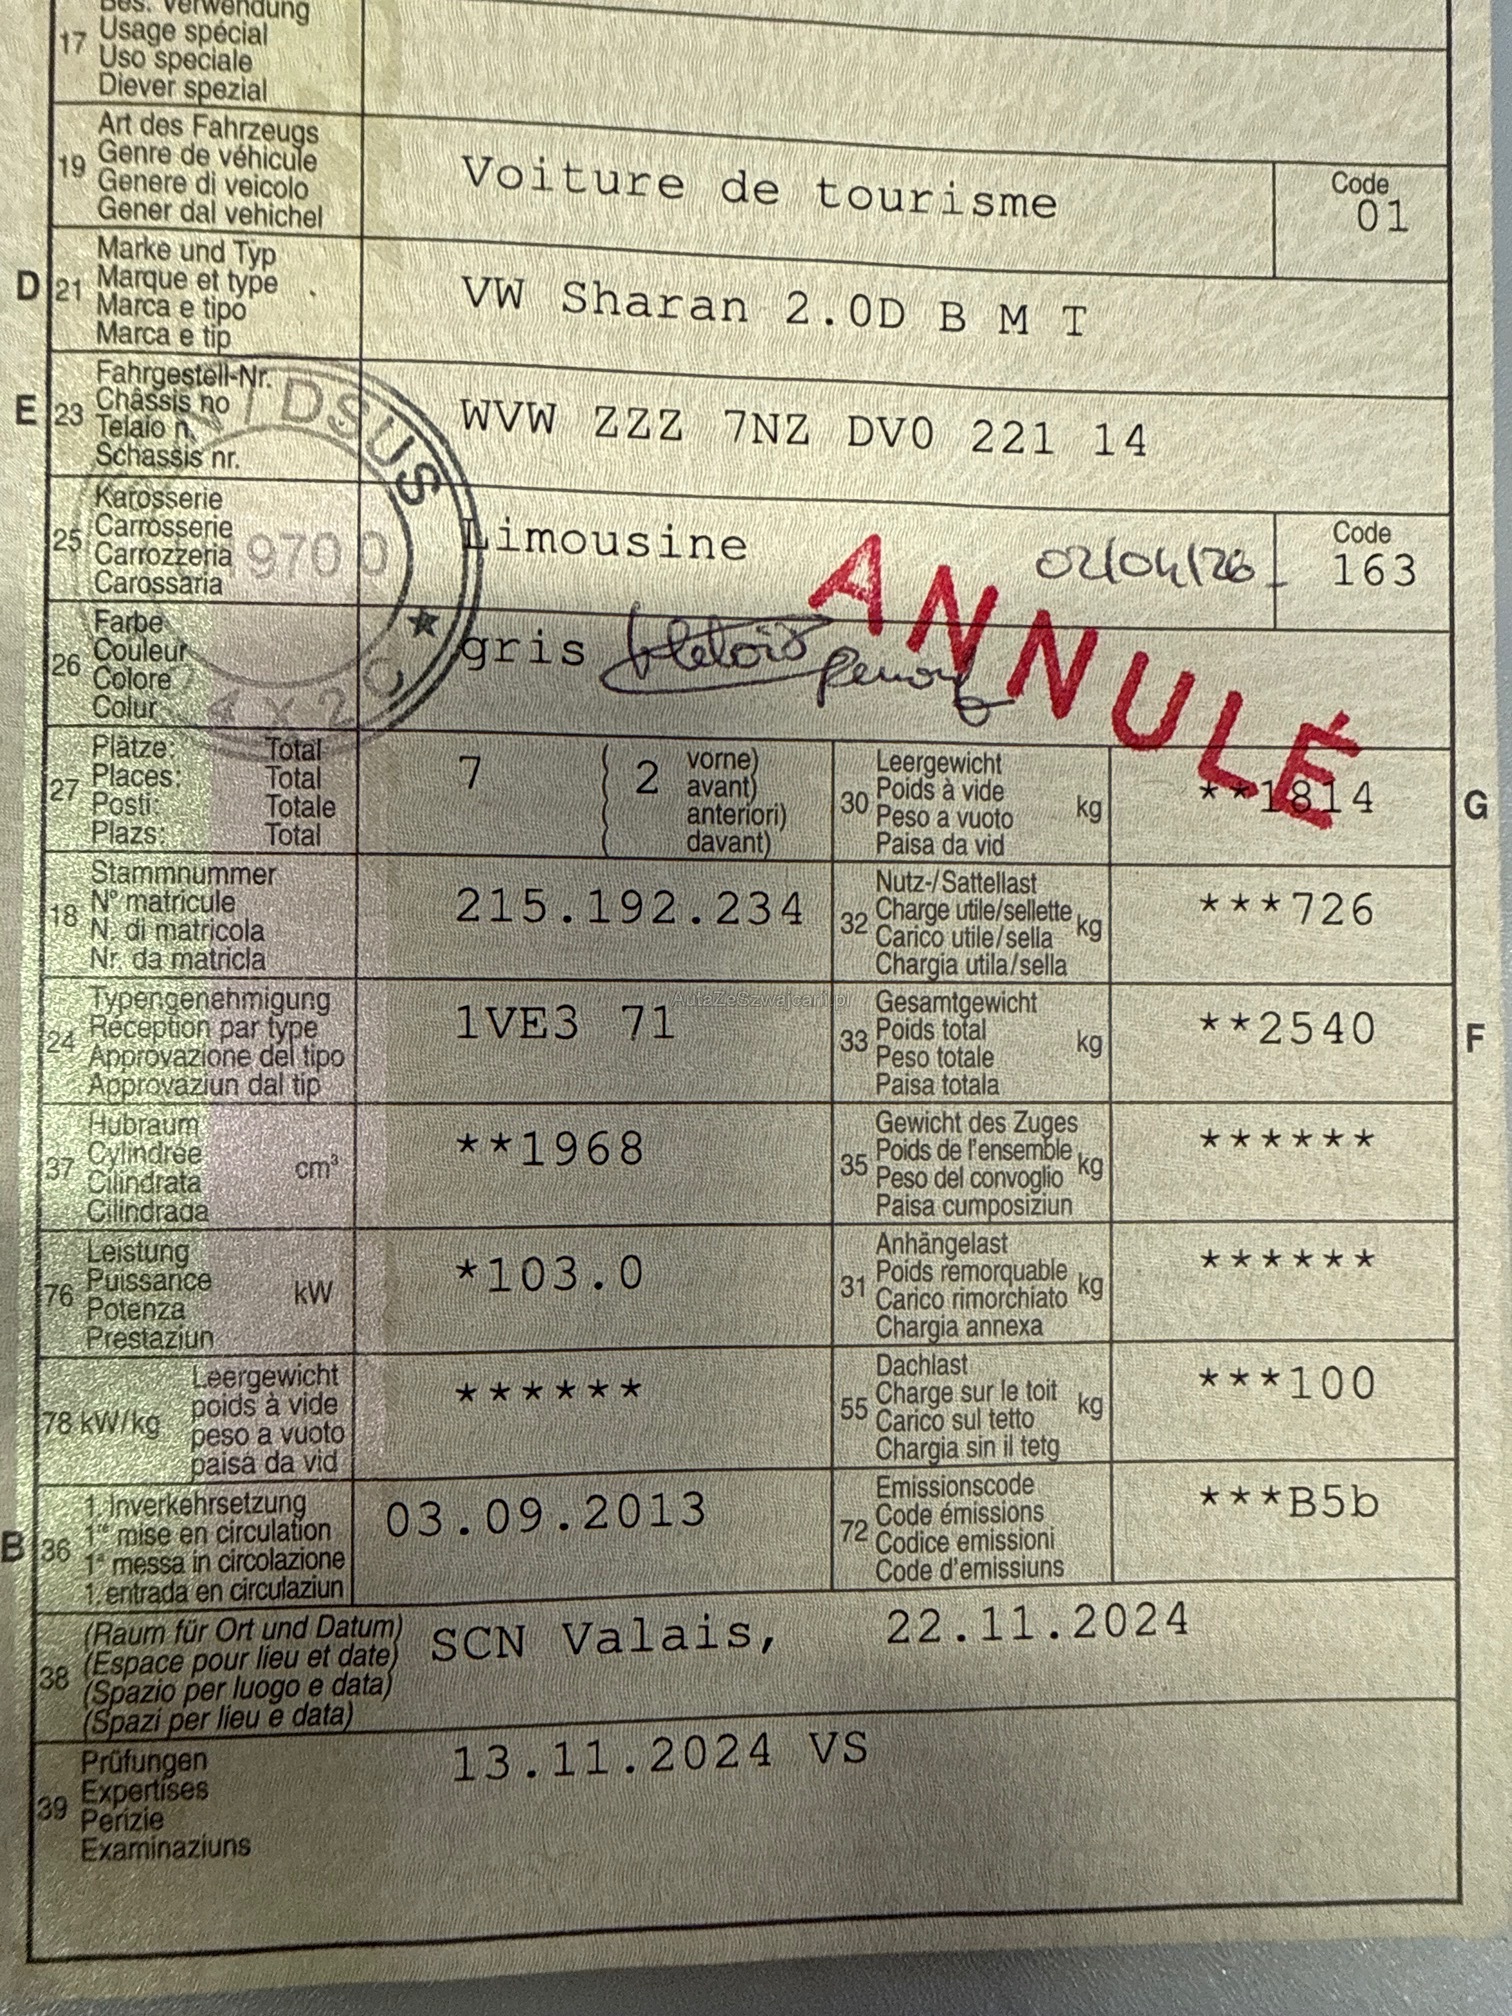 Bes. Verwendung
17 Usage spécial
Uso speciale
Diever spezial
19 Art des Fahrzeugs
Genre de véhicule
Genere di veicolo
Gener dal vehichel
Voiture de tourisme
Code
01
D 21 Marke und Typ
Marque et type
Marca e tipo
Marca e tip
VW Sharan 2.0D B M T
E 23 Fahrgestell-Nr.
Châssis no
Telaio n.
Schassis nr.
WVW ZZZ 7NZ DV0 221 14
25 Karosserie
Carrosserie
Carrozzeria
Carossaria
Limousine
02/04/26
Code
163
ANNULÉ
26 Farbe
Couleur
Colore
Colur
gris
27 Plätze: Total
Places: Total
Posti: Totale
Plazs: Total
7 ( 2 vorne)
avant)
anteriori)
davant)
30 Leergewicht
Poids à vide
Peso a vuoto
Paisa da vid
kg
**1814
G
18 Stammnummer
N° matricule
N. di matricola
Nr. da matricla
215.192.234
32 Nutz-/Sattellast
Charge utile/sellette
Carico utile/sella
Chargia utila/sella
kg
***726
24 Typengenehmigung
Réception par type
Approvazione del tipo
Approvaziun dal tip
1VE3 71
33 Gesamtgewicht
Poids total
Peso totale
Paisa totala
kg
**2540
F
37 Hubraum
Cylindrée
Cilindrata
Cilindrada
cm³
**1968
35 Gewicht des Zuges
Poids de l'ensemble
Peso del convoglio
Paisa cumposiziun
kg
******
76 Leistung
Puissance
Potenza
Prestaziun
kW
*103.0
31 Anhängelast
Poids remorquable
Carico rimorchiato
Chargia annexa
kg
******
78 kW/kg Leergewicht
poids à vide
peso a vuoto
paisa da vid
******
55 Dachlast
Charge sur le toit
Carico sul tetto
Chargia sin il tetg
kg
***100
B 36 1. Inverkehrsetzung
1re mise en circulation
1a messa in circolazione
1. entrada en circulaziun
03.09.2013
72 Emissionscode
Code émissions
Codice emissioni
Code d'emissiuns
***B5b
38 (Raum für Ort und Datum)
(Espace pour lieu et date)
(Spazio per luogo e data)
(Spazi per lieu e data)
SCN Valais, 22.11.2024
39 Prüfungen
Expertises
Perizie
Examinaziuns
13.11.2024 VS